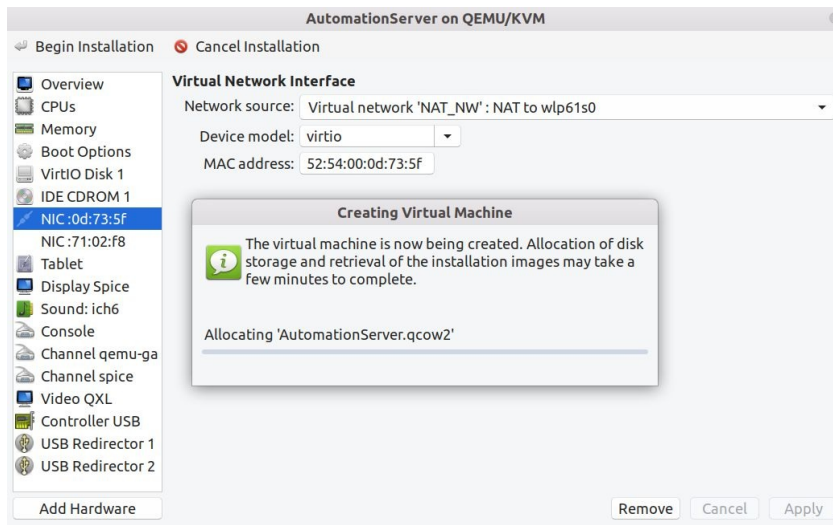 AutomationServer on QEMU/KVM
Begin Installation Cancel Installation
Overview
CPUs
Memory
Boot Options
VirtIO Disk 1
IDE CDROM 1
NIC :0d:73:5f
NIC :71:02:f8
Tablet
Display Spice
Sound: ich6
Console
Channel qemu-ga
Channel spice
Video QXL
Controller USB
USB Redirector 1
USB Redirector 2
Add Hardware
Virtual Network Interface
Network source: Virtual network 'NAT_NW' : NAT to wlp61s0
Device model: virtio
MAC address: 52:54:00:0d:73:5f
Creating Virtual Machine
The virtual machine is now being created. Allocation of disk
storage and retrieval of the installation images may take a
few minutes to complete.
Allocating 'AutomationServer.qcow2'
Remove Cancel Apply